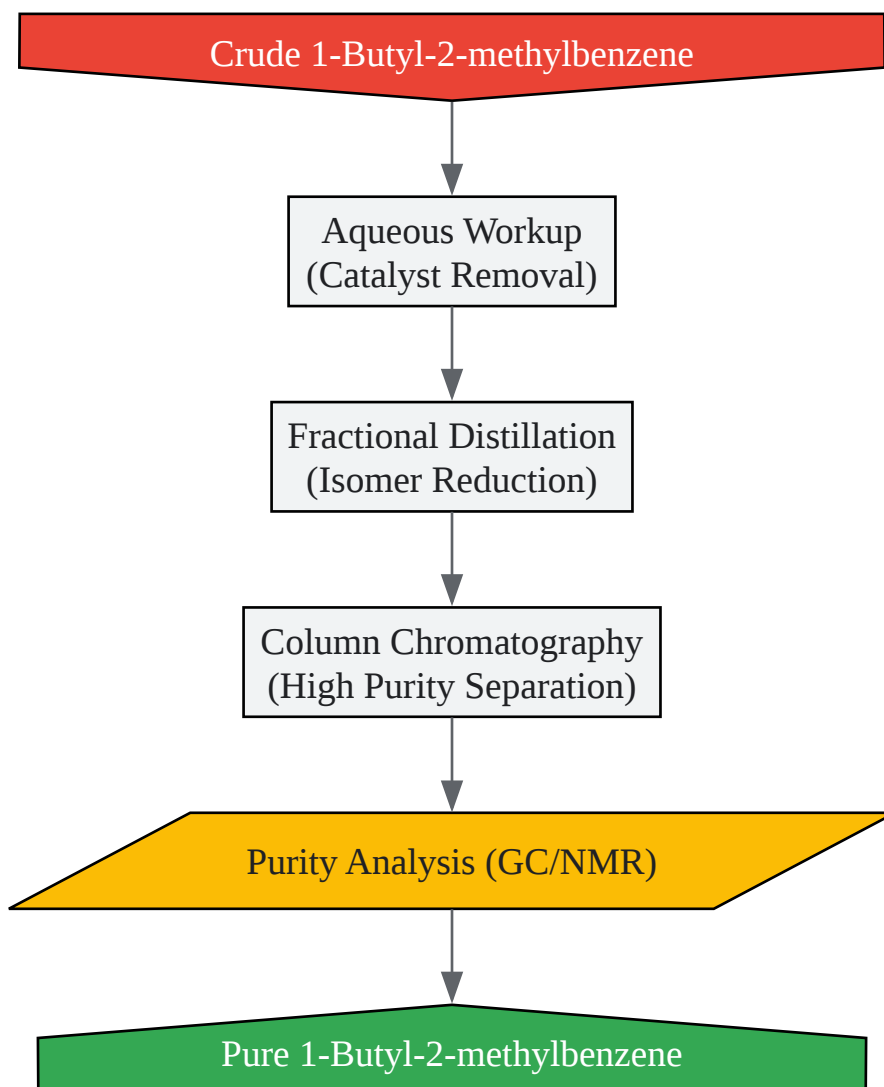 Crude 1-Butyl-2-methylbenzene
Aqueous Workup
(Catalyst Removal)
Fractional Distillation
(Isomer Reduction)
Column Chromatography
(High Purity Separation)
Purity Analysis (GC/NMR)
Pure 1-Butyl-2-methylbenzene